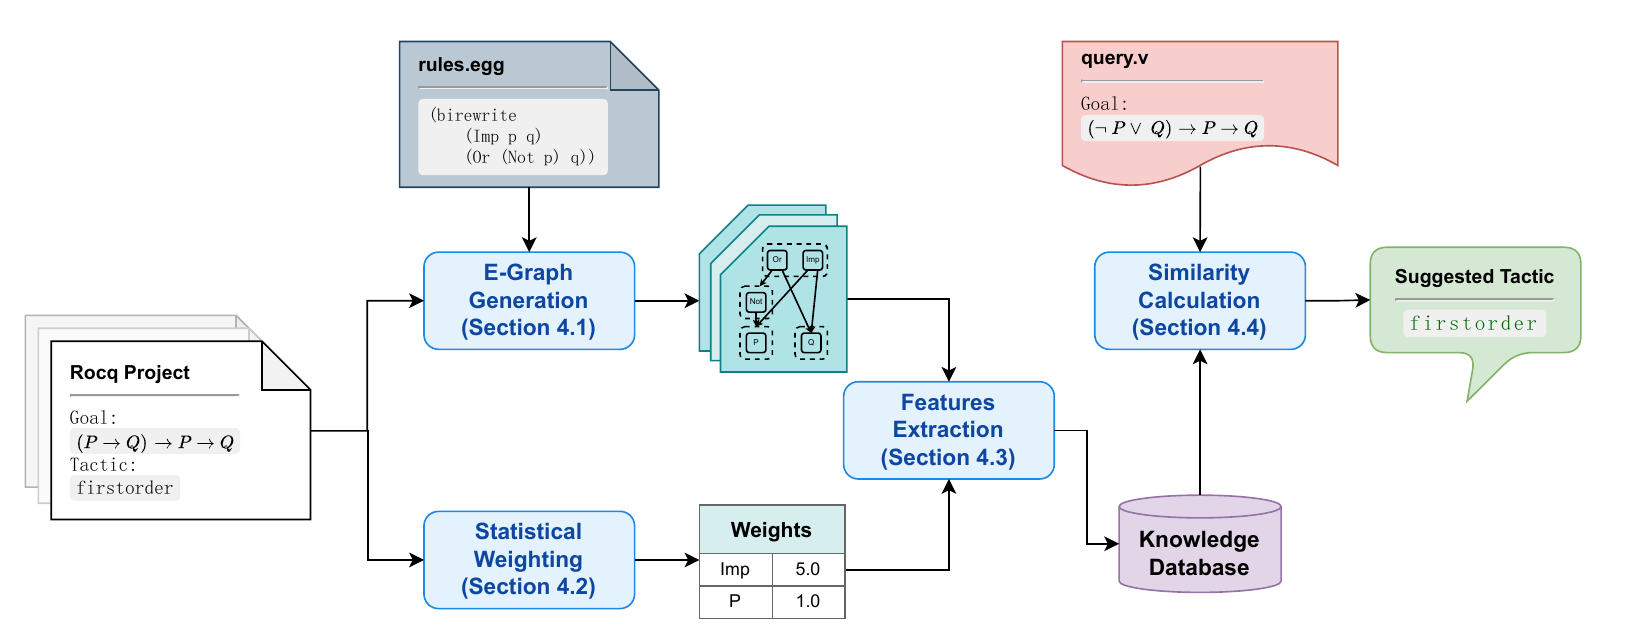 rules.egg
(birewrite
(Imp p q)
(Or (Not p) q))
query.v
Goal:
(¬ P ∨ Q) → P → Q
E-Graph
Generation
(Section 4.1)
Or
Imp
Not
P
Q
Similarity
Calculation
(Section 4.4)
Suggested Tactic
firstorder
Rocq Project
Goal:
(P → Q) → P → Q
Tactic:
firstorder
Features
Extraction
(Section 4.3)
Statistical
Weighting
(Section 4.2)
Weights
Imp 5.0
P 1.0
Knowledge
Database